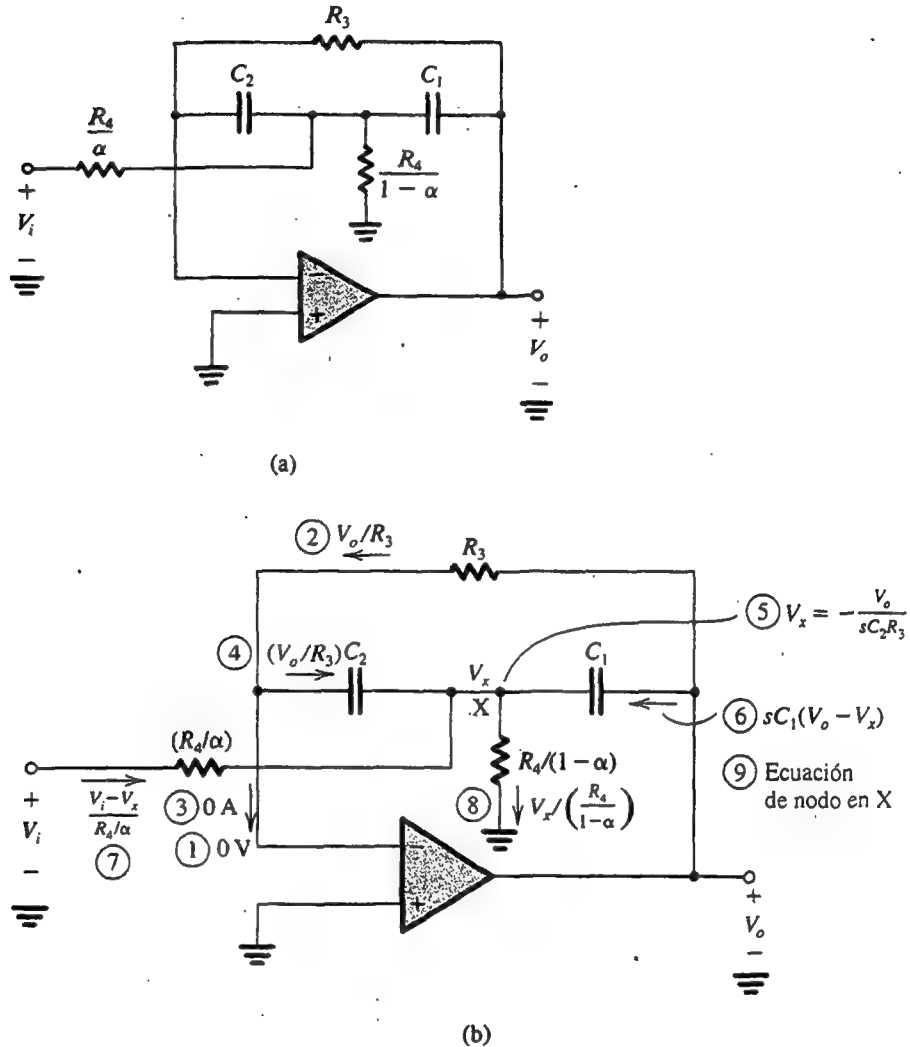 R₃
C₂ C₁
R₄
α
R₄
1 − α
+
Vᵢ
−
−
+
+
Vₒ
−
(a)
② Vₒ/R₃ R₃
⑤ Vₓ = − Vₒ
sC₂R₃
④ (Vₒ/R₃) C₂ Vₓ C₁
X
⑥ sC₁(Vₒ − Vₓ)
(R₄/α)
R₄/(1 − α)
⑨ Ecuación
de nodo en X
+
Vᵢ
−
Vᵢ − Vₓ
R₄/α
⑦
③ 0 A
① 0 V
⑧ Vₓ/(R₄
1−α)
−
+
+
Vₒ
−
(b)